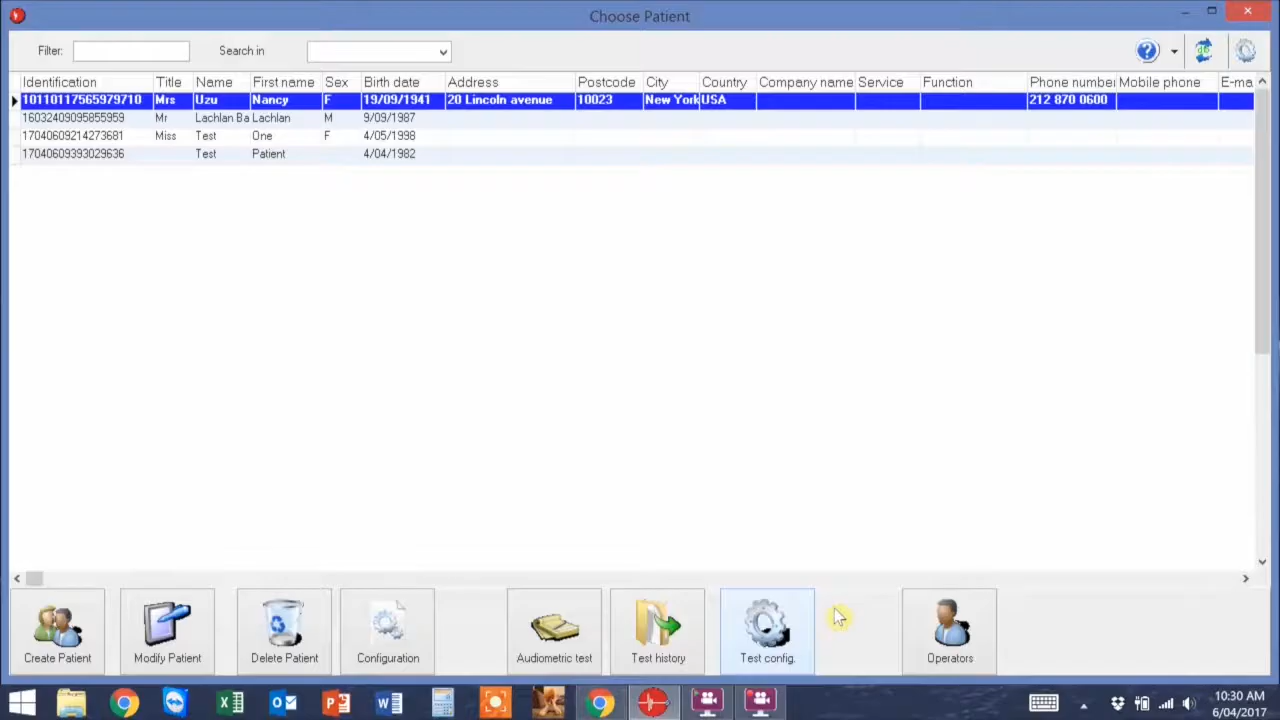 Choose Patient
Filter: Search in
Identification Title Name First name Sex Birth date Address Postcode City Country Company name Service Function Phone number Mobile phone E-ma
10110117565979710 Mrs Uzu Nancy F 19/09/1941 20 Lincoln avenue 10023 New York USA 212 870 0600
16032409095855959 Mr Lachlan Ba Lachlan M 9/09/1987
17040609214273681 Miss Test One F 4/05/1998
17040609393029636 Test Patient 4/04/1982
Create Patient Modify Patient Delete Patient Configuration Audiometric test Test history Test config. Operators
10:30 AM
6/04/2017